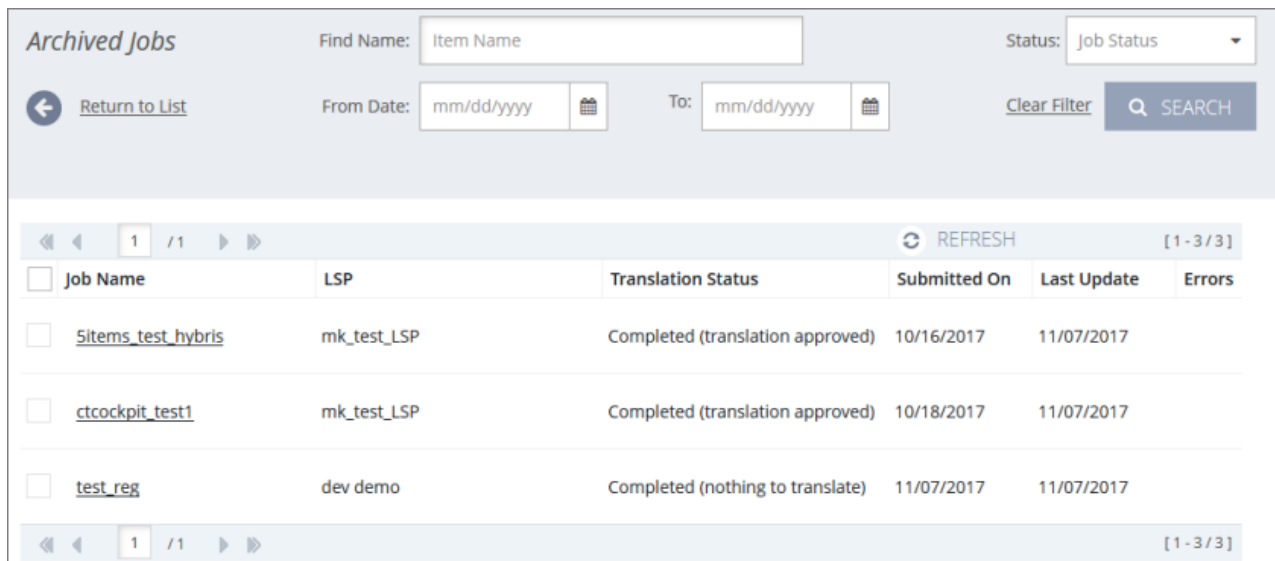 Archived Jobs Find Name: Item Name Status: Job Status
Return to List From Date: mm/dd/yyyy To: mm/dd/yyyy Clear Filter SEARCH
1 / 1 REFRESH [ 1 - 3 / 3 ]
Job Name LSP Translation Status Submitted On Last Update Errors
5items_test_hybris mk_test_LSP Completed (translation approved) 10/16/2017 11/07/2017
ctcockpit_test1 mk_test_LSP Completed (translation approved) 10/18/2017 11/07/2017
test_reg dev demo Completed (nothing to translate) 11/07/2017 11/07/2017
1 / 1 [ 1 - 3 / 3 ]